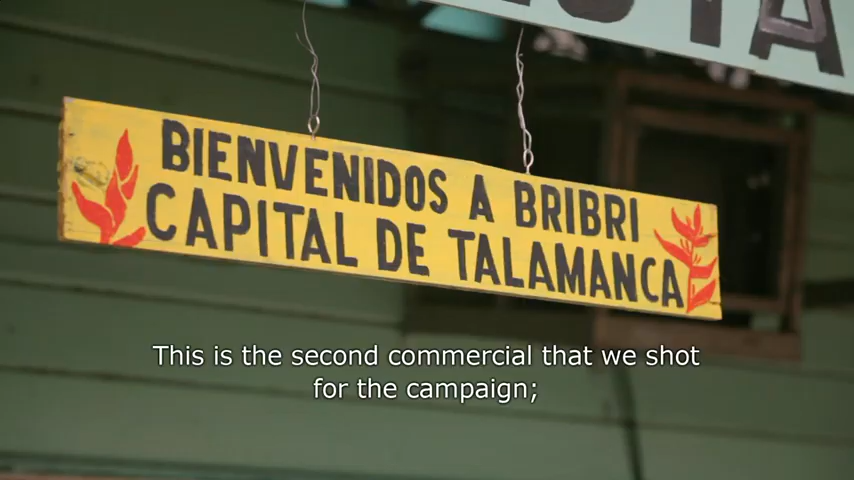 BIENVENIDOS A BRIBRI
CAPITAL DE TALAMANCA
This is the second commercial that we shot
for the campaign;